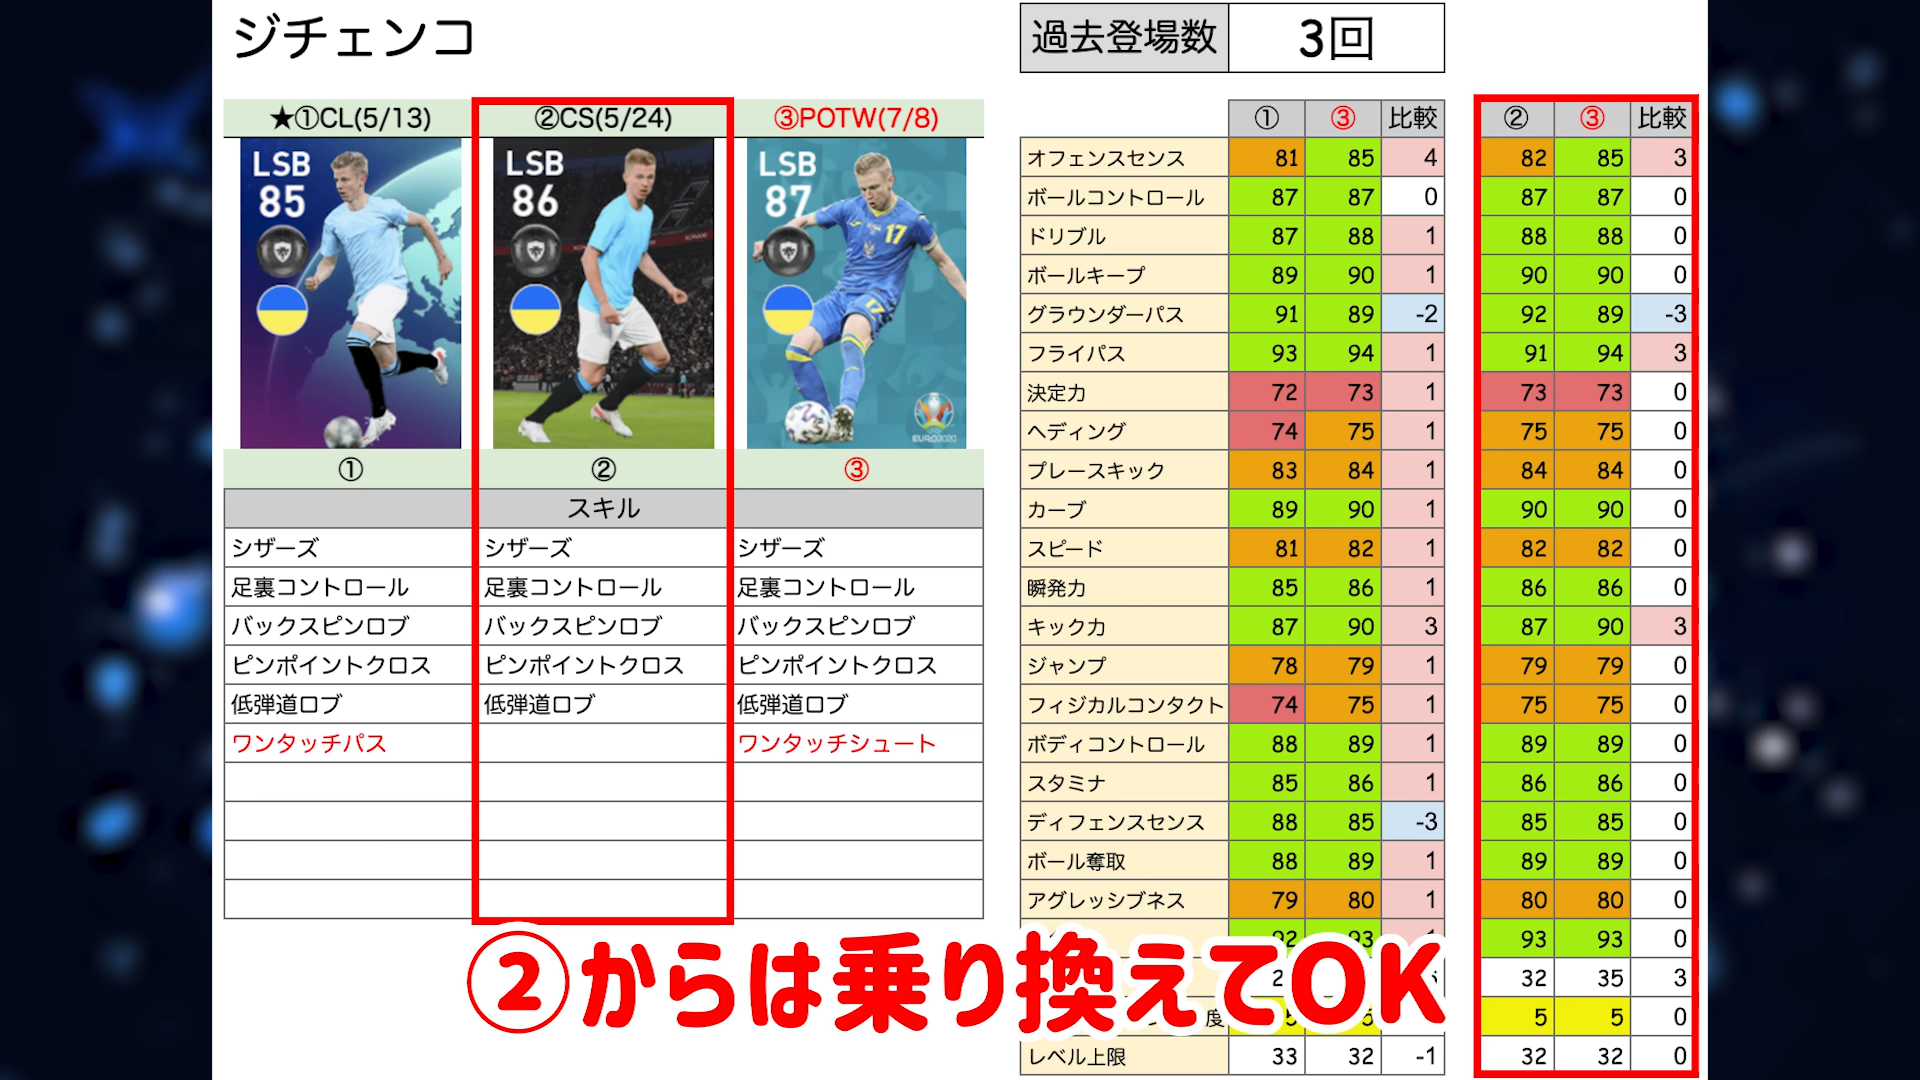 ジチェンコ
過去登場数 3回
★①CL(5/13) ②CS(5/24) ③POTW(7/8)
LSB 85
LSB 86
LSB 87
17
17
KONAMI
EURO2020
① ② ③
スキル
シザーズ シザーズ シザーズ
足裏コントロール 足裏コントロール 足裏コントロール
バックスピンロブ バックスピンロブ バックスピンロブ
ピンポイントクロス ピンポイントクロス ピンポイントクロス
低弾道ロブ 低弾道ロブ 低弾道ロブ
ワンタッチパス ワンタッチシュート
① ③ 比較 ② ③ 比較
オフェンスセンス 81 85 4 82 85 3
ボールコントロール 87 87 0 87 87 0
ドリブル 87 88 1 88 88 0
ボールキープ 89 90 1 90 90 0
グラウンダーパス 91 89 -2 92 89 -3
フライパス 93 94 1 91 94 3
決定力 72 73 1 73 73 0
ヘディング 74 75 1 75 75 0
プレースキック 83 84 1 84 84 0
カーブ 89 90 1 90 90 0
スピード 81 82 1 82 82 0
瞬発力 85 86 1 86 86 0
キック力 87 90 3 87 90 3
ジャンプ 78 79 1 79 79 0
フィジカルコンタクト 74 75 1 75 75 0
ボディコントロール 88 89 1 89 89 0
スタミナ 85 86 1 86 86 0
ディフェンスセンス 88 85 -3 85 85 0
ボール奪取 88 89 1 89 89 0
アグレッシブネス 79 80 1 80 80 0
92 93 93 93 0
32 35 3
度 5 5 0
レベル上限 33 32 -1 32 32 0
②からは乗り換えてOK